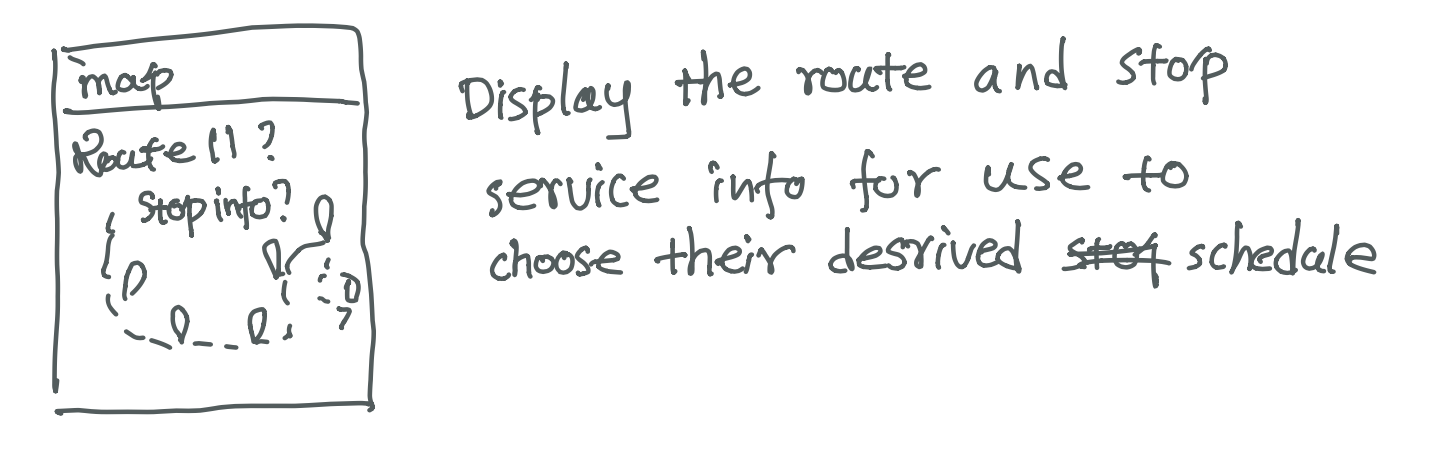 map
Route 11?
Stop info?
Display the route and stop
service info for use to
choose their desrived stop schedale